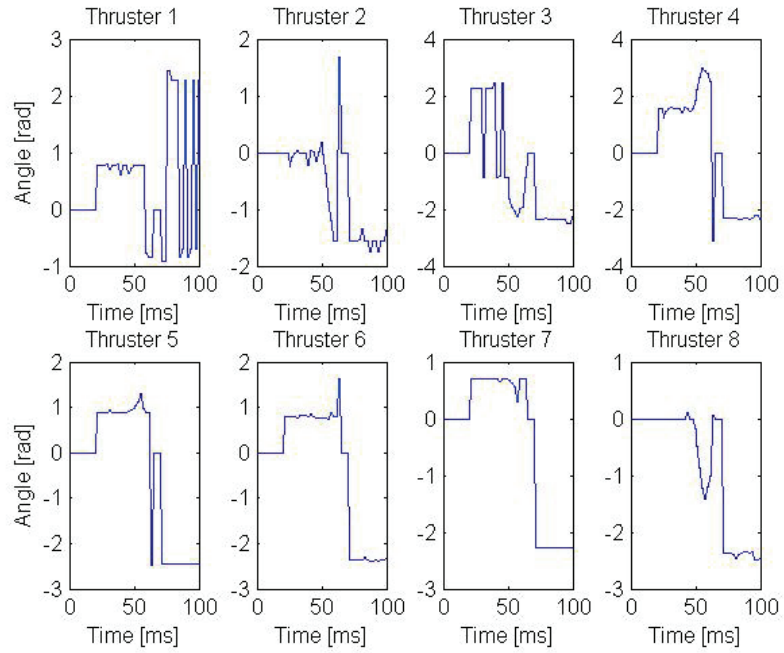 Thruster 1 Thruster 2 Thruster 3 Thruster 4
3 2 4 4
2 1 2 2
1 0 0 0
0 -1 -2 -2
-1 -2 -4 -4
Angle [rad]
0 50 100 0 50 100 0 50 100 0 50 100
Time [ms] Time [ms] Time [ms] Time [ms]
Thruster 5 Thruster 6 Thruster 7 Thruster 8
2 2 1 1
1 1 0 0
0 0 -1 -1
-1 -1 -2 -2
-2 -2 -3 -3
-3 -3
Angle [rad]
0 50 100 0 50 100 0 50 100 0 50 100
Time [ms] Time [ms] Time [ms] Time [ms]